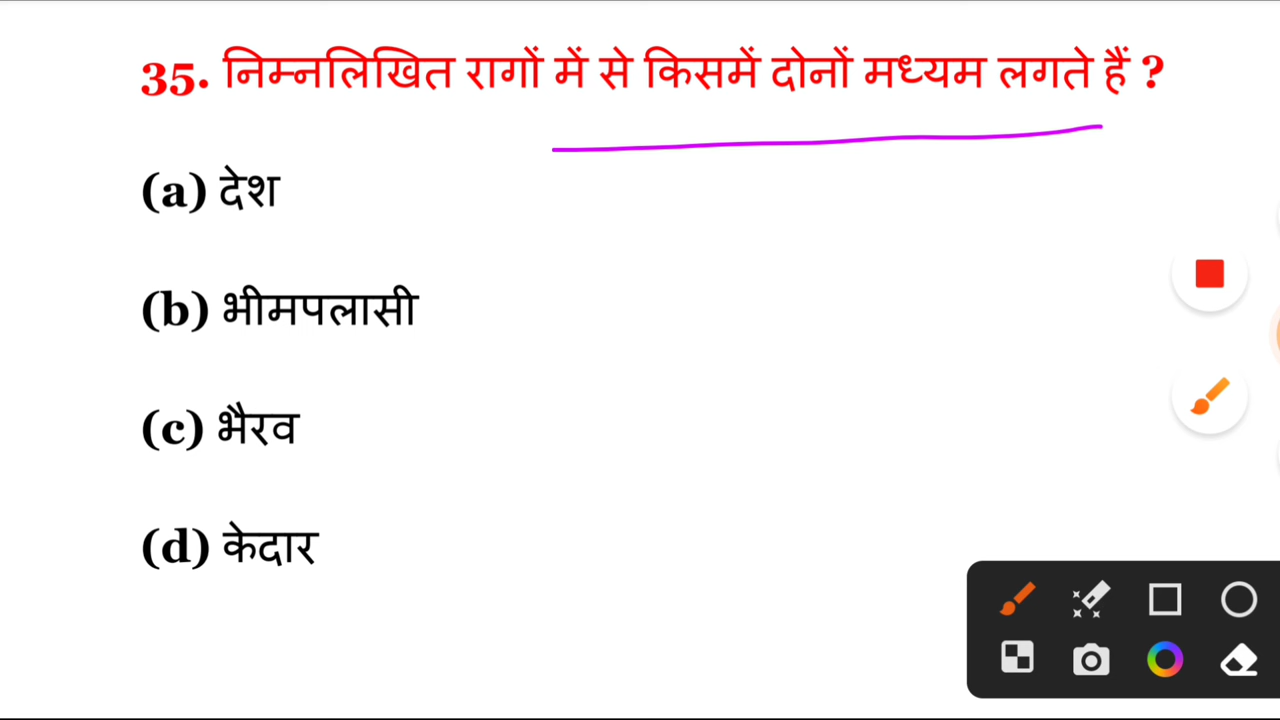 35. निम्नलिखित रागों में से किसमें दोनों मध्यम लगते हैं ?
(a) देश
(b) भीमपलासी
(c) भैरव
(d) केदार